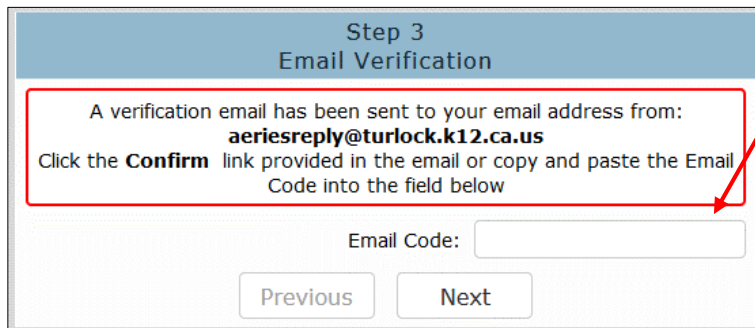 Step 3
Email Verification
A verification email has been sent to your email address from:
aeriesreply@turlock.k12.ca.us
Click the Confirm link provided in the email or copy and paste the Email
Code into the field below
Email Code:
Previous
Next